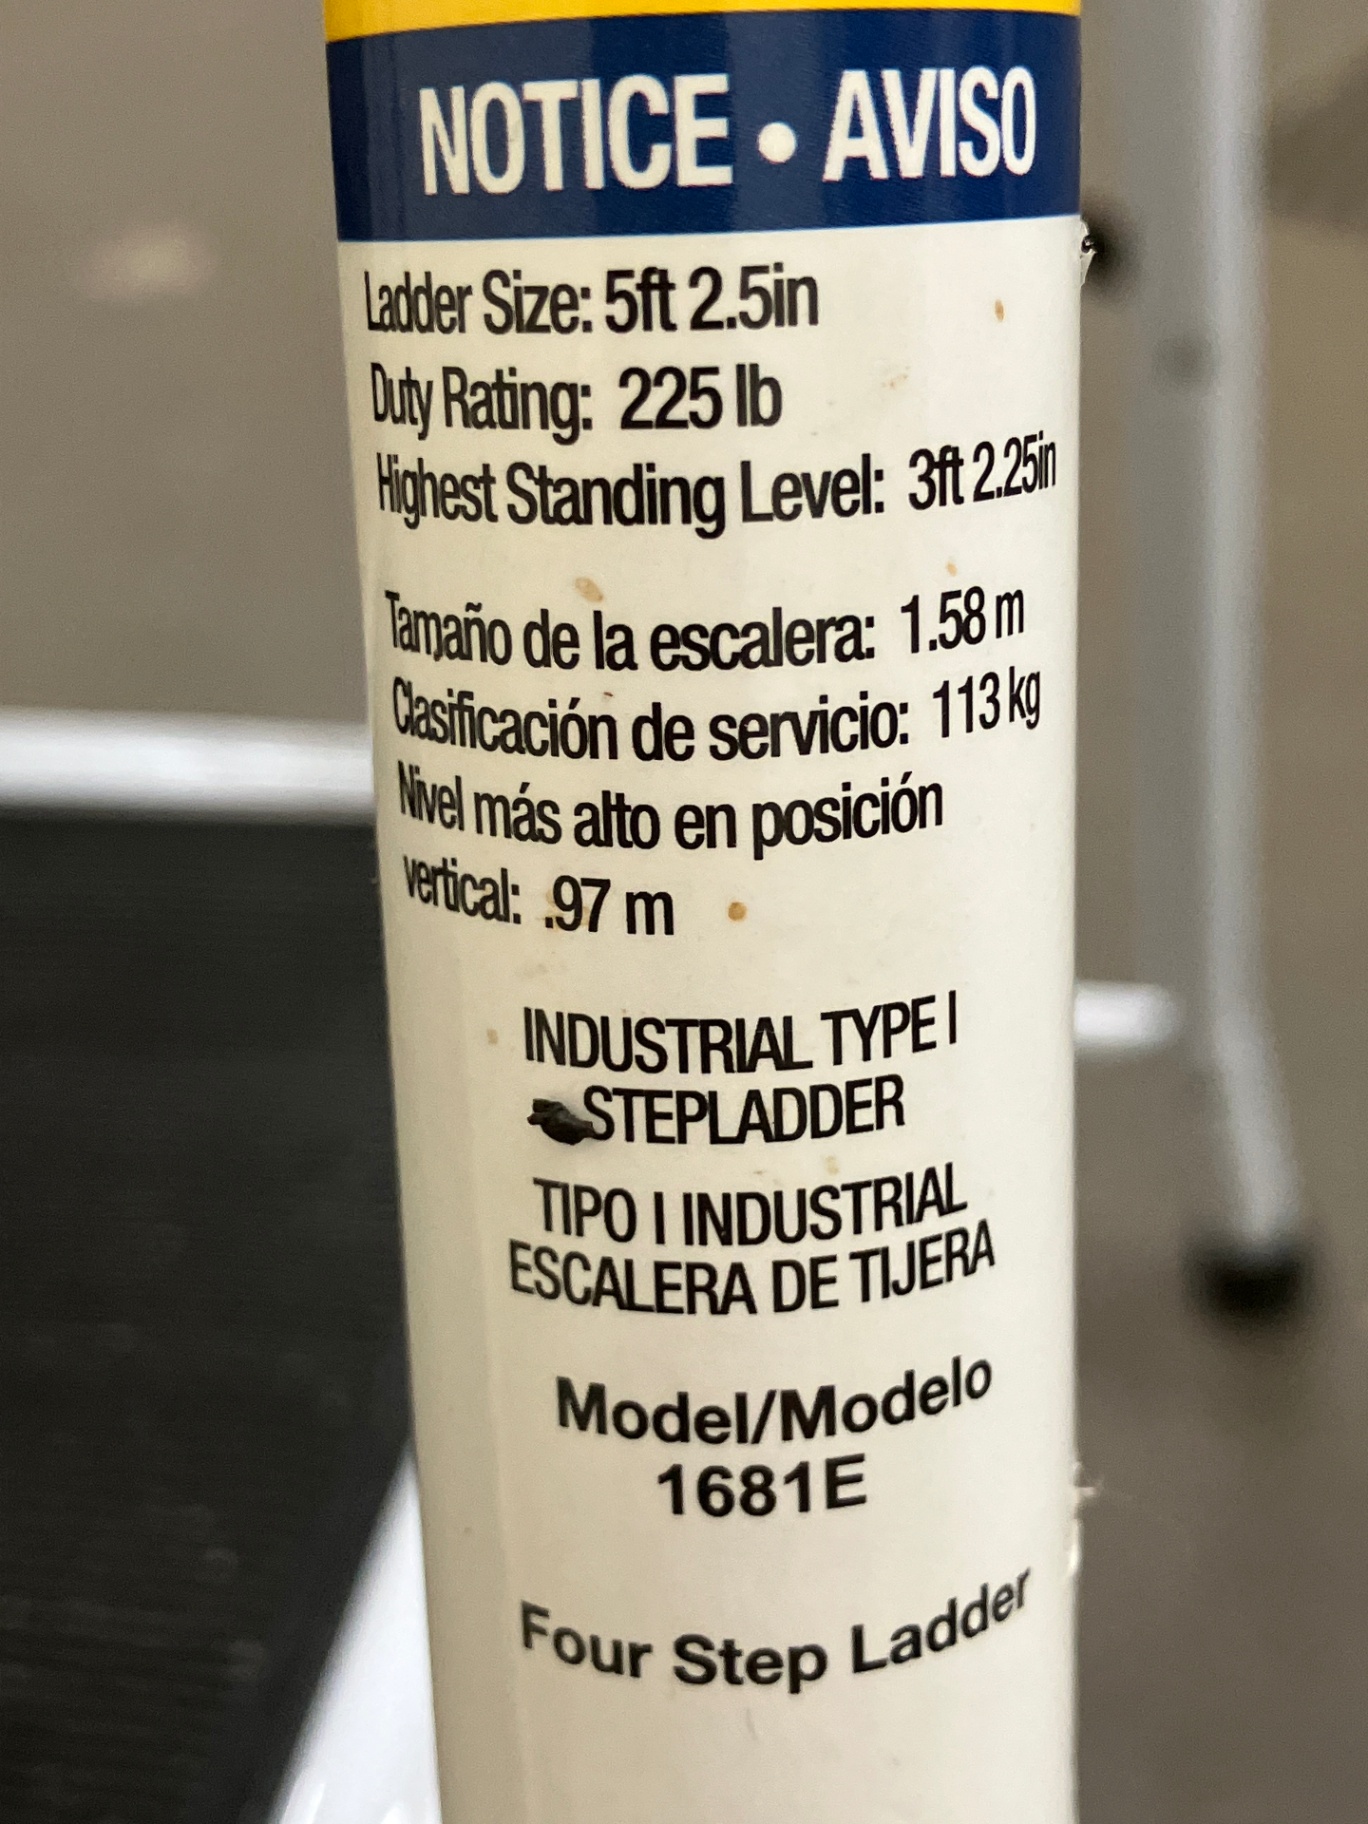 NOTICE • AVISO
Ladder Size: 5ft 2.5in
Duty Rating: 225 lb
Highest Standing Level: 3ft 2.25in
Tamaño de la escalera: 1.58 m
Clasificación de servicio: 113 kg
Nivel más alto en posición
vertical: .97 m
INDUSTRIAL TYPE I
STEPLADDER
TIPO I INDUSTRIAL
ESCALERA DE TIJERA
Model/Modelo
1681E
Four Step Ladder